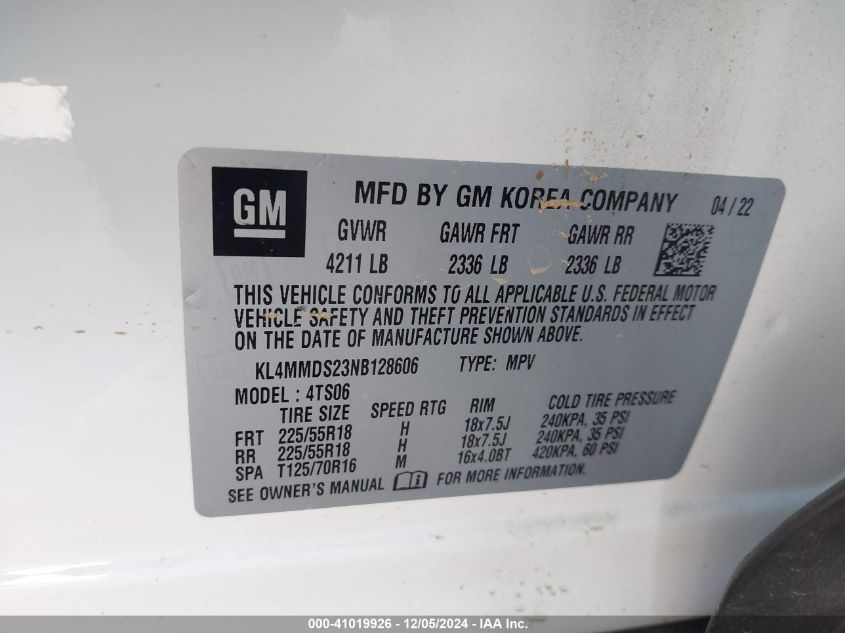 GM
MFD BY GM KOREA COMPANY 04 / 22
GVWR GAWR FRT GAWR RR
4211 LB 2336 LB 2336 LB
THIS VEHICLE CONFORMS TO ALL APPLICABLE U.S. FEDERAL MOTOR
VEHICLE SAFETY AND THEFT PREVENTION STANDARDS IN EFFECT
ON THE DATE OF MANUFACTURE SHOWN ABOVE.
KL4MMDS23NB128606 TYPE: MPV
MODEL : 4TS06
TIRE SIZE SPEED RTG RIM COLD TIRE PRESSURE
FRT 225/55R18 H 18x7.5J 240KPA, 35 PSI
RR 225/55R18 H 18x7.5J 240KPA, 35 PSI
SPA T125/70R16 M 16x4.0BT 420KPA, 60 PSI
SEE OWNER'S MANUAL FOR MORE INFORMATION.
000-41019926 - 12/05/2024 - IAA Inc.